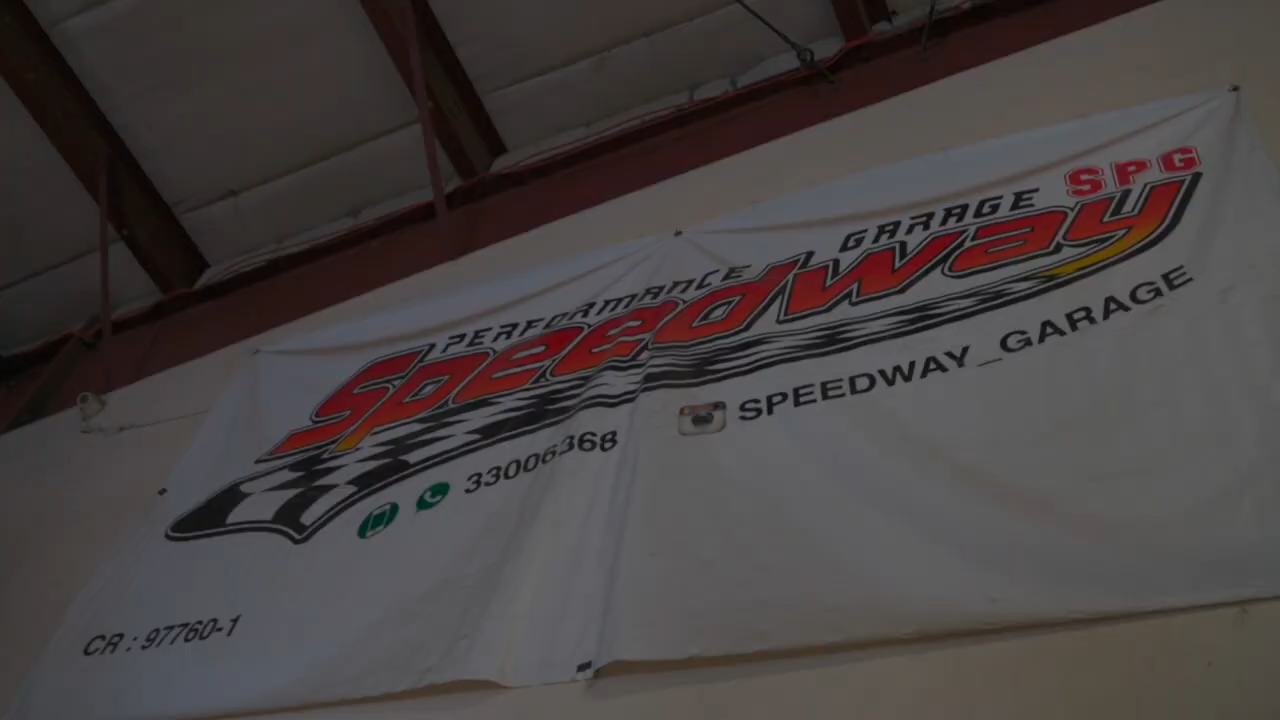 PERFORMANCE GARAGE SPG
Speedway
33006368
SPEEDWAY_GARAGE
CR : 97760-1